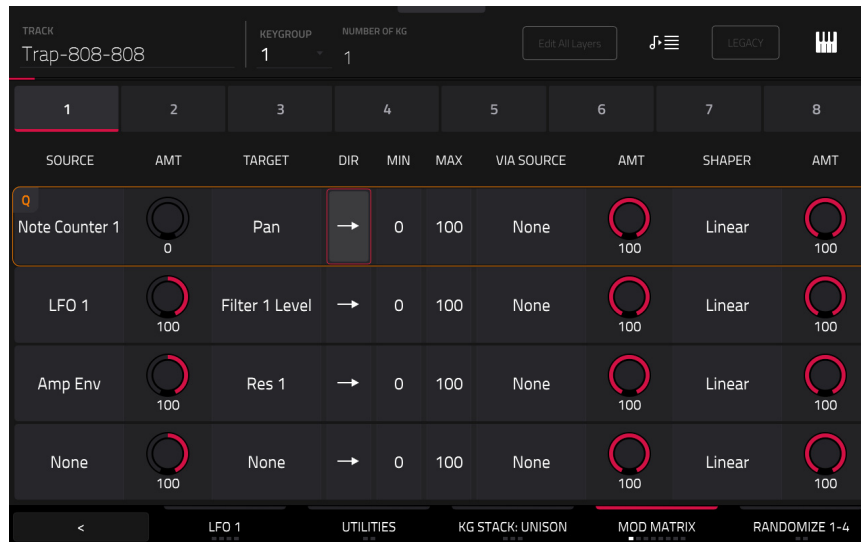 TRACK KEYGROUP NUMBER OF KG
Trap-808-808 1 1 Edit All Layers LEGACY
1 2 3 4 5 6 7 8
SOURCE AMT TARGET DIR MIN MAX VIA SOURCE AMT SHAPER AMT
Q
Note Counter 1 0 Pan → 0 100 None 100 Linear 100
LFO 1 100 Filter 1 Level → 0 100 None 100 Linear 100
Amp Env 100 Res 1 → 0 100 None 100 Linear 100
None 100 None → 0 100 None 100 Linear 100
< LFO 1 UTILITIES KG STACK: UNISON MOD MATRIX RANDOMIZE 1-4